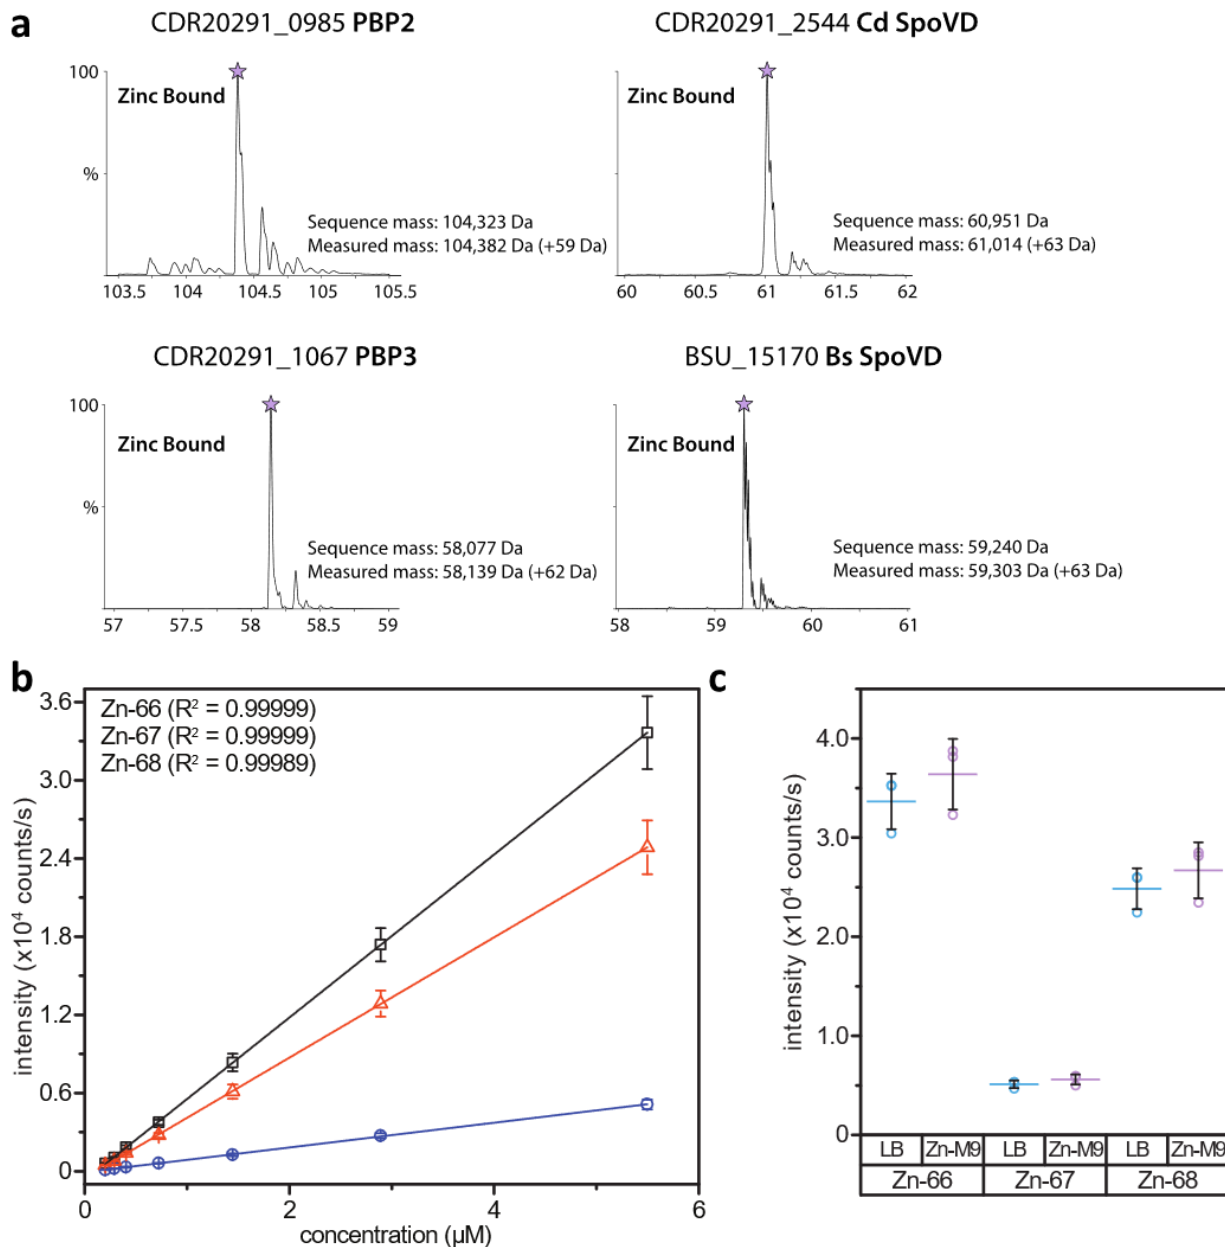 a
CDR20291_0985 PBP2
100
Zinc Bound
%
Sequence mass: 104,323 Da
Measured mass: 104,382 Da (+59 Da)
103.5 104 104.5 105 105.5
CDR20291_2544 Cd SpoVD
Zinc Bound
Sequence mass: 60,951 Da
Measured mass: 61,014 (+63 Da)
60 60.5 61 61.5 62
CDR20291_1067 PBP3
100
Zinc Bound
%
Sequence mass: 58,077 Da
Measured mass: 58,139 Da (+62 Da)
57 57.5 58 58.5 59
BSU_15170 Bs SpoVD
Zinc Bound
Sequence mass: 59,240 Da
Measured mass: 59,303 Da (+63 Da)
58 59 60 61
b
Zn-66 (R² = 0.99999)
Zn-67 (R² = 0.99999)
Zn-68 (R² = 0.99989)
3.6
3.0
2.4
1.8
1.2
0.6
0
intensity (x10⁴ counts/s)
0 2 4 6
concentration (µM)
c
4.0
3.0
2.0
1.0
0
intensity (x10⁴ counts/s)
LB Zn-M9 LB Zn-M9 LB Zn-M9
Zn-66 Zn-67 Zn-68